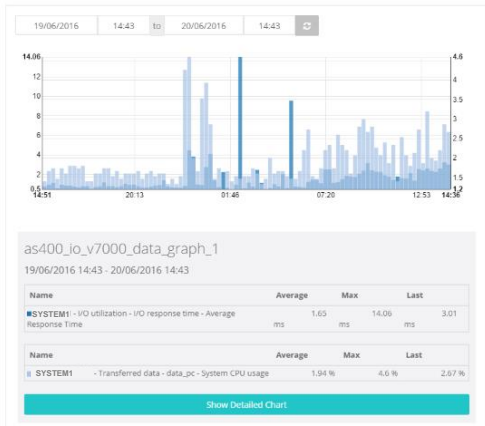 19/06/2016 14:43 to 20/06/2016 14:43
14.06 4.6
12 4
10 3.5
8 3
6 2.5
4 2
2 1.5
0.5 1.2
14:51 20:13 01:46 07:20 12:53 14:36
as400_io_v7000_data_graph_1
19/06/2016 14:43 - 20/06/2016 14:43
Name Average Max Last
SYSTEM1 - I/O utilization - I/O response time - Average 1.65 14.06 3.01
Response Time ms ms ms
Name Average Max Last
SYSTEM1 - Transferred data - data_pc - System CPU usage 1.94 % 4.6 % 2.67 %
Show Detailed Chart